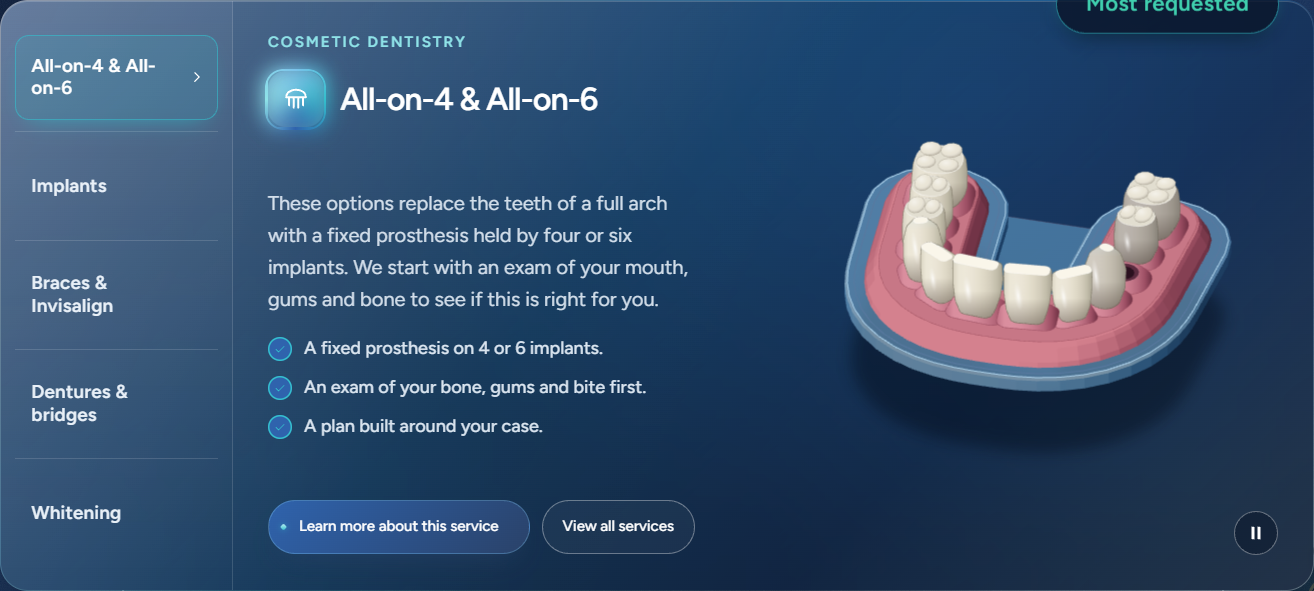 Most requested
All-on-4 & All-
on-6
Implants
Braces &
Invisalign
Dentures &
bridges
Whitening
COSMETIC DENTISTRY
All-on-4 & All-on-6
These options replace the teeth of a full arch
with a fixed prosthesis held by four or six
implants. We start with an exam of your mouth,
gums and bone to see if this is right for you.
A fixed prosthesis on 4 or 6 implants.
An exam of your bone, gums and bite first.
A plan built around your case.
Learn more about this service
View all services